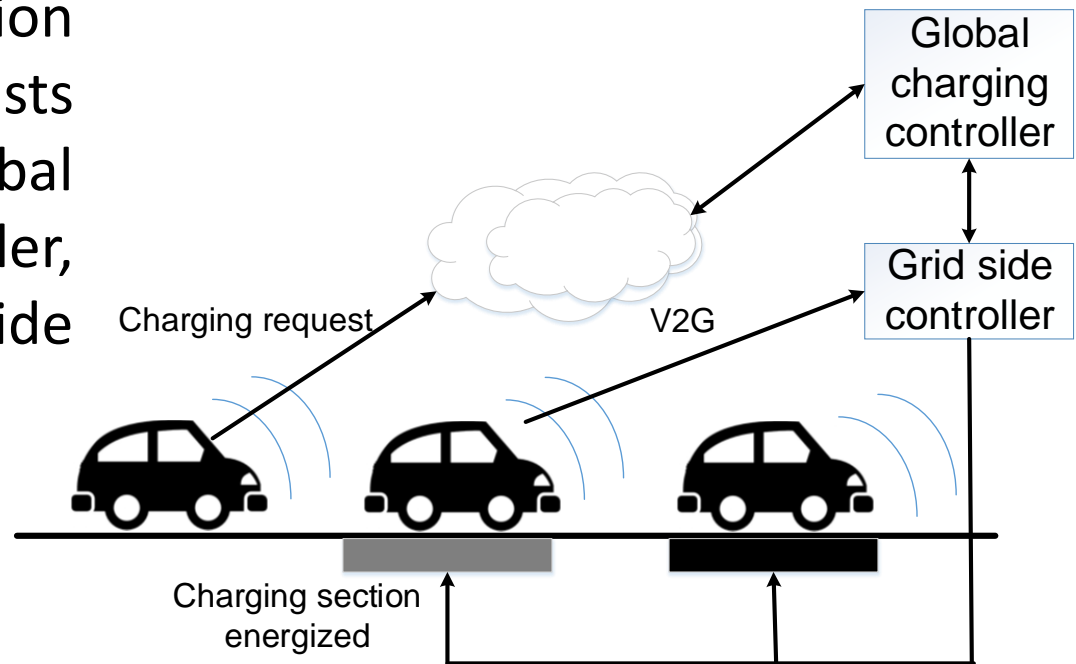 ion
sts
bal
ler,
ide
Global
charging
controller
Grid side
controller
Charging request
V2G
Charging section
energized